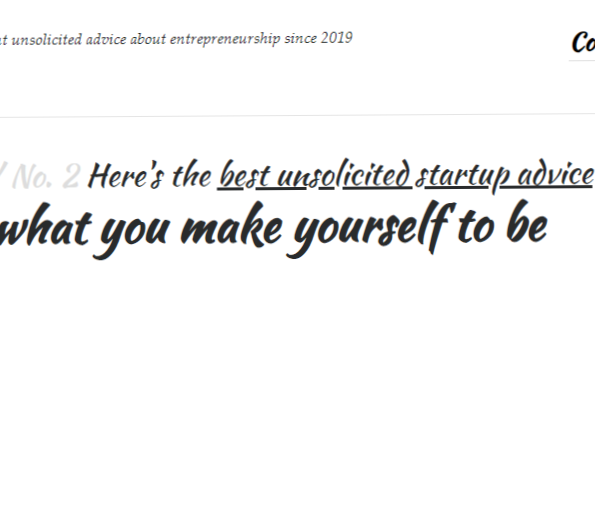 unsolicited advice about entrepreneurship since 2019
No. 2 Here's the best unsolicited startup advice
what you make yourself to be